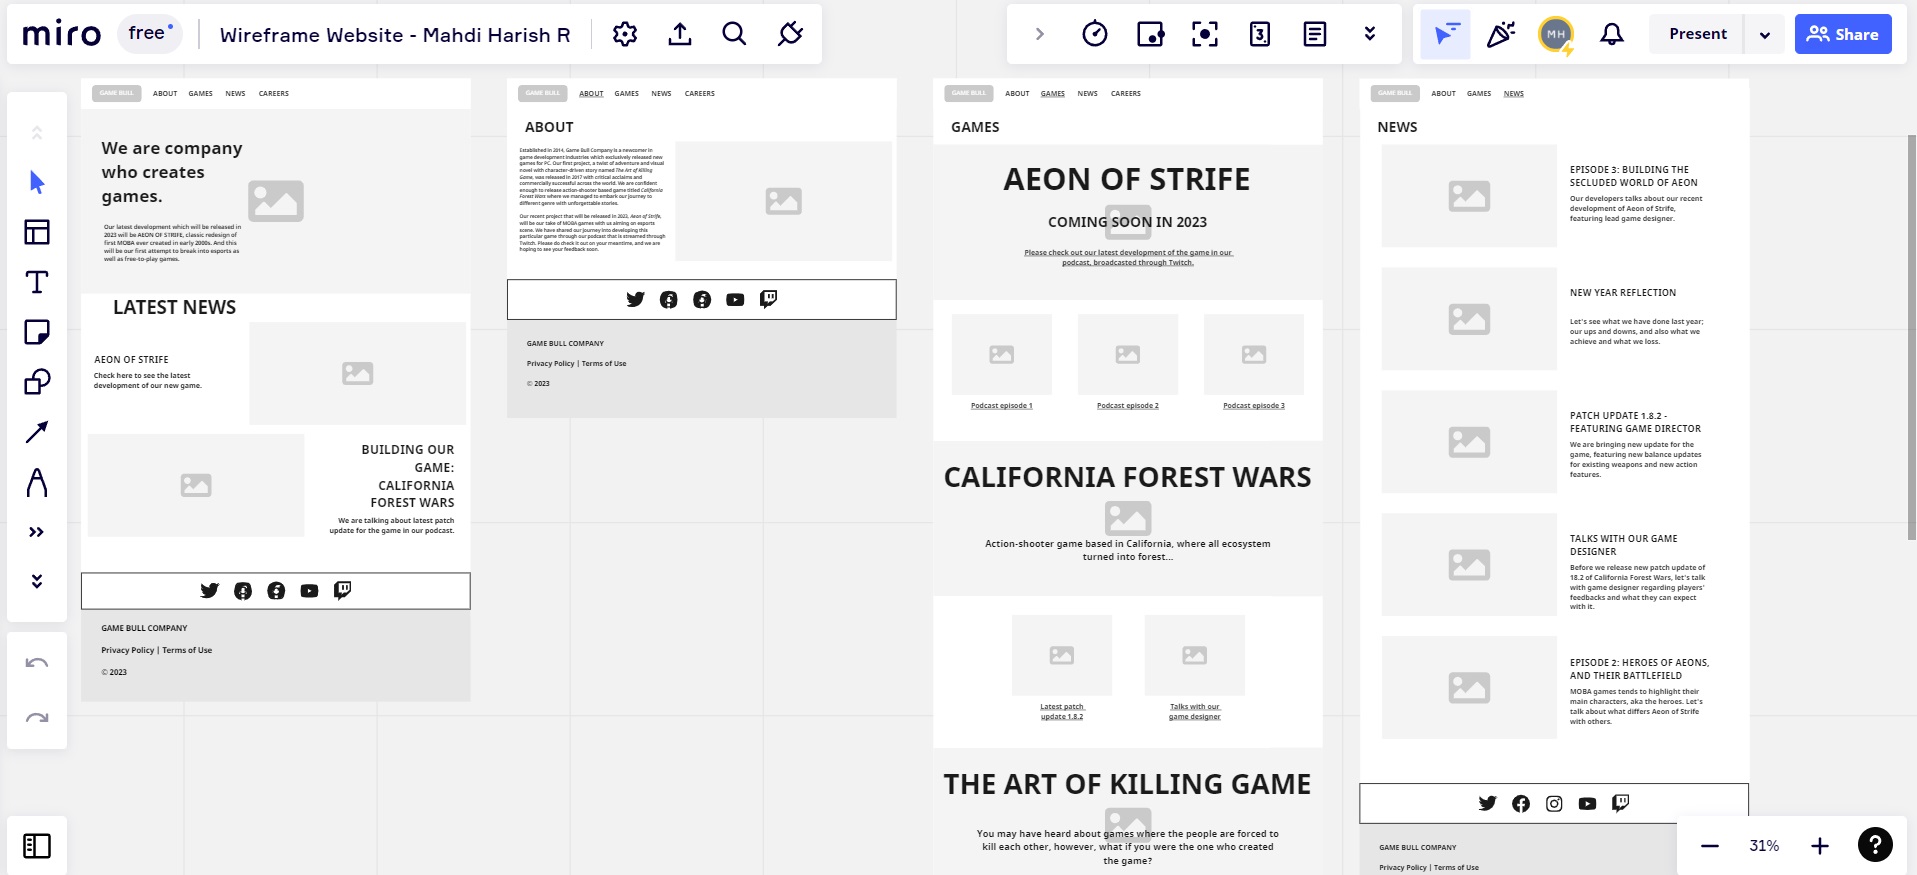 miro
free
Wireframe Website - Mahdi Harish R
3
MH
Present
Share
GAME BULL
ABOUT
GAMES
NEWS
CAREERS
We are company
who creates
games.
Our latest development which will be released in
2023 will be AEON OF STRIFE, classic redesign of
first MOBA ever created in early 2000s. And this
will be our first attempt to break into esports as
well as free-to-play games.
LATEST NEWS
AEON OF STRIFE
Check here to see the latest
development of our new game.
BUILDING OUR
GAME:
CALIFORNIA
FOREST WARS
We are talking about latest patch
update for the game in our podcast.
GAME BULL COMPANY
Privacy Policy | Terms of Use
© 2023
GAME BULL
ABOUT
GAMES
NEWS
CAREERS
ABOUT
Established in 2014, Game Bull Company is a newcomer in
game development industries which exclusively released new
games for PC. Our first project, a twist of adventure and visual
novel with character-driven story named The Art of Killing
Game, was released in 2017 with critical acclaims and
commercially successful across the world. We are confident
enough to release action-shooter based game titled California
Forest Wars where we managed to embark our journey to
different genre with unforgettable stories.
Our recent project that will be released in 2023, Aeon of Strife,
will be our take of MOBA games with us aiming on esports
scene. We have shared our journey into developing this
particular game through our podcast that is streamed through
Twitch. Please do check it out on your meantime, and we are
hoping to see your feedback soon.
GAME BULL COMPANY
Privacy Policy | Terms of Use
© 2023
GAME BULL
ABOUT
GAMES
NEWS
CAREERS
GAMES
AEON OF STRIFE
COMING SOON IN 2023
Please check out our latest development of the game in our
podcast, broadcasted through Twitch.
Podcast episode 1
Podcast episode 2
Podcast episode 3
CALIFORNIA FOREST WARS
Action-shooter game based in California, where all ecosystem
turned into forest...
Latest patch
update 1.8.2
Talks with our
game designer
THE ART OF KILLING GAME
You may have heard about games where the people are forced to
kill each other, however, what if you were the one who created
the game?
GAME BULL
ABOUT
GAMES
NEWS
NEWS
EPISODE 3: BUILDING THE
SECLUDED WORLD OF AEON
Our developers talks about our recent
development of Aeon of Strife,
featuring lead game designer.
NEW YEAR REFLECTION
Let's see what we have done last year;
our ups and downs, and also what we
achieve and what we loss.
PATCH UPDATE 1.8.2 -
FEATURING GAME DIRECTOR
We are bringing new update for the
game, featuring new balance updates
for existing weapons and new action
features.
TALKS WITH OUR GAME
DESIGNER
Before we release new patch update of
18.2 of California Forest Wars, let's talk
with game designer regarding players'
feedbacks and what they can expect
with it.
EPISODE 2: HEROES OF AEONS,
AND THEIR BATTLEFIELD
MOBA games tends to highlight their
main characters, aka the heroes. Let's
talk about what differs Aeon of Strife
with others.
GAME BULL COMPANY
Privacy Policy | Terms of Use
31%
?